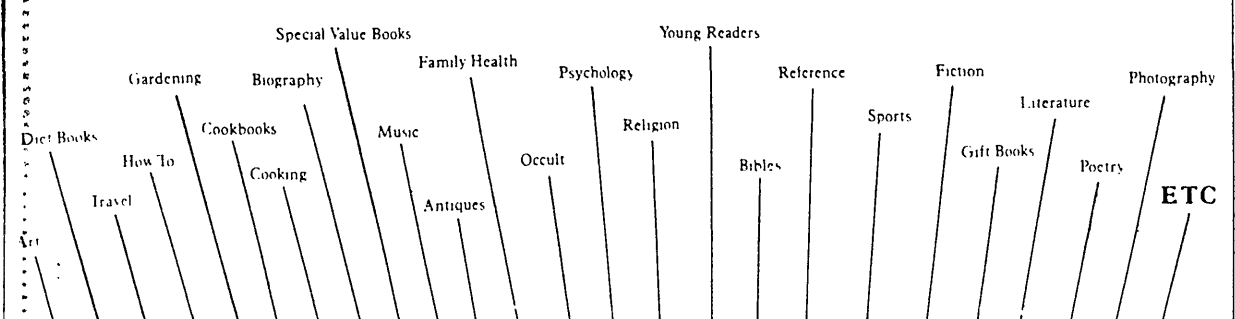 Special Value Books
Young Readers
Family Health
Gardening
Biography
Psychology
Reference
Fiction
Photography
Literature
Sports
Cookbooks
Music
Religion
Diet Books
How To
Cooking
Occult
Bibles
Gift Books
Poetry
Travel
Antiques
ETC
Art